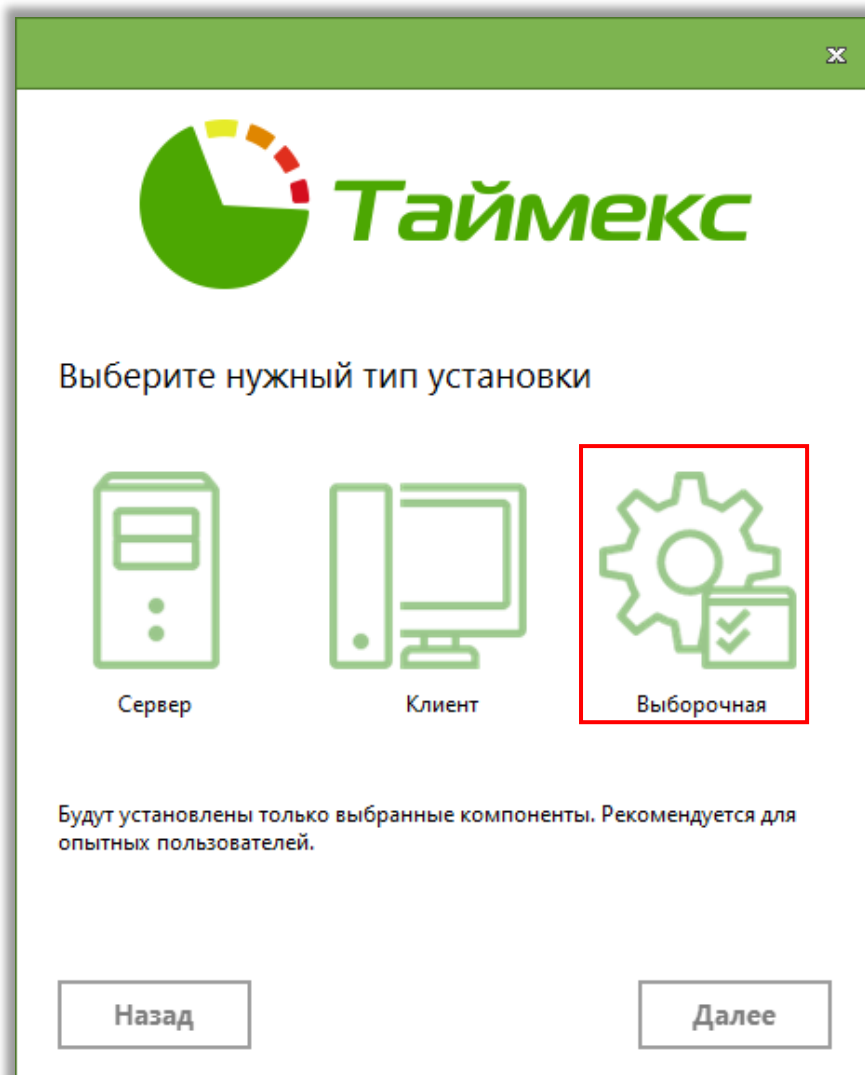 Таймекс
Выберите нужный тип установки
Сервер
Клиент
Выборочная
Будут установлены только выбранные компоненты. Рекомендуется для
опытных пользователей.
Назад
Далее